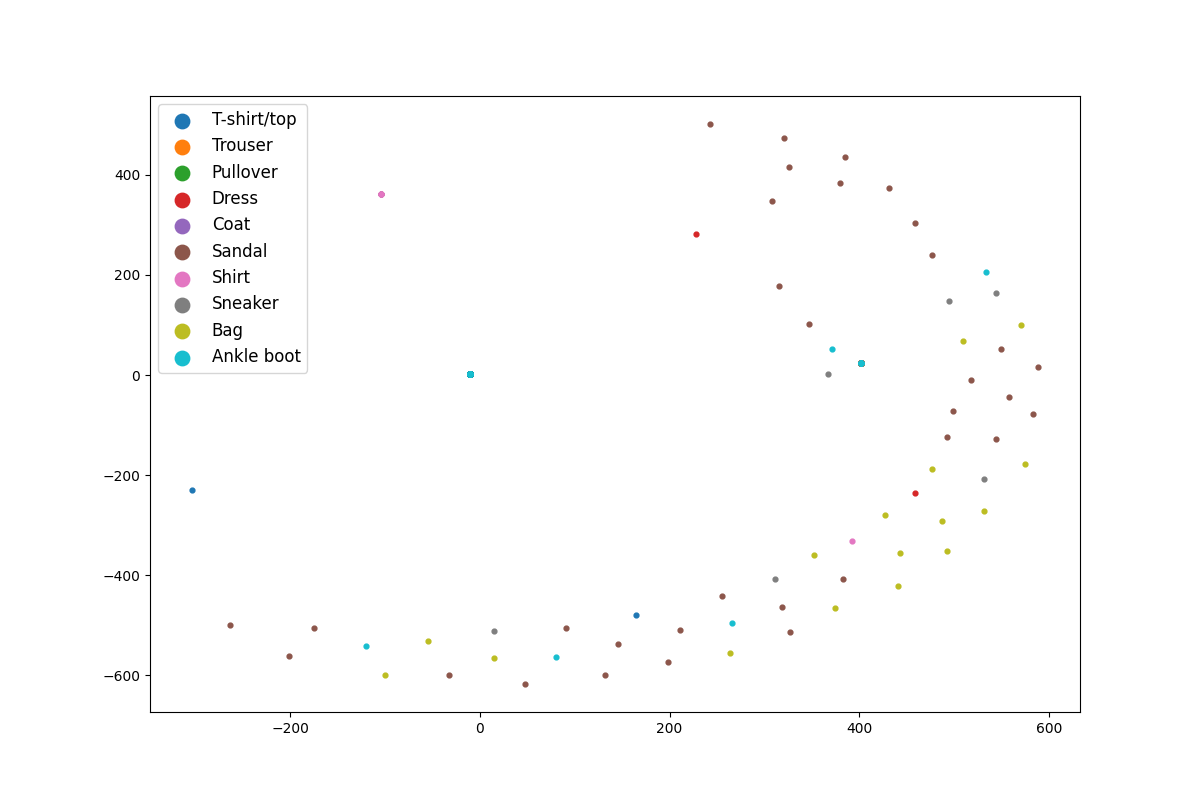 T-shirt/top
Trouser
Pullover
Dress
Coat
Sandal
Shirt
Sneaker
Bag
Ankle boot
400
200
0
−200
−400
−600
−200
0
200
400
600